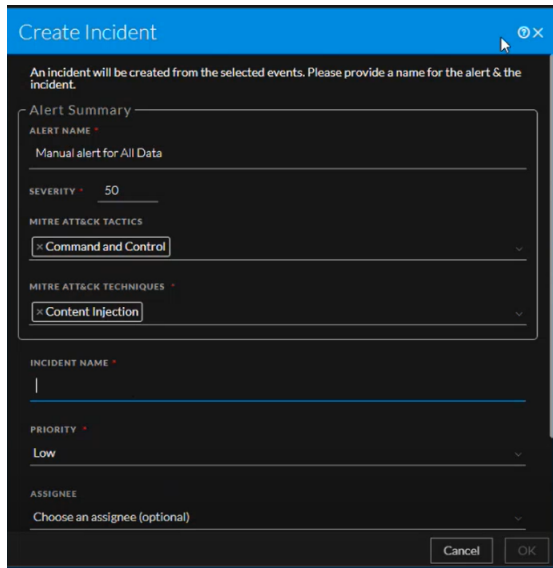 Create Incident
An incident will be created from the selected events. Please provide a name for the alert & the
incident.
Alert Summary
ALERT NAME *
Manual alert for All Data
SEVERITY * 50
MITRE ATT&CK TACTICS
× Command and Control
MITRE ATT&CK TECHNIQUES *
× Content Injection
INCIDENT NAME *
PRIORITY *
Low
ASSIGNEE
Choose an assignee (optional)
Cancel OK